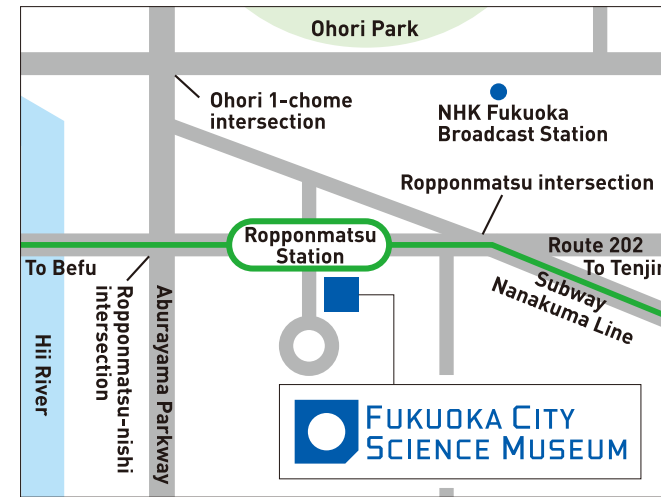 Ohori Park
Ohori 1-chome
intersection
NHK Fukuoka
Broadcast Station
Ropponmatsu intersection
Ropponmatsu
Station
Route 202
To Befu
To Tenjin
Subway
Nanakuma Line
Ropponmatsu-nishi
intersection
Aburayama Parkway
Hii River
FUKUOKA CITY
SCIENCE MUSEUM